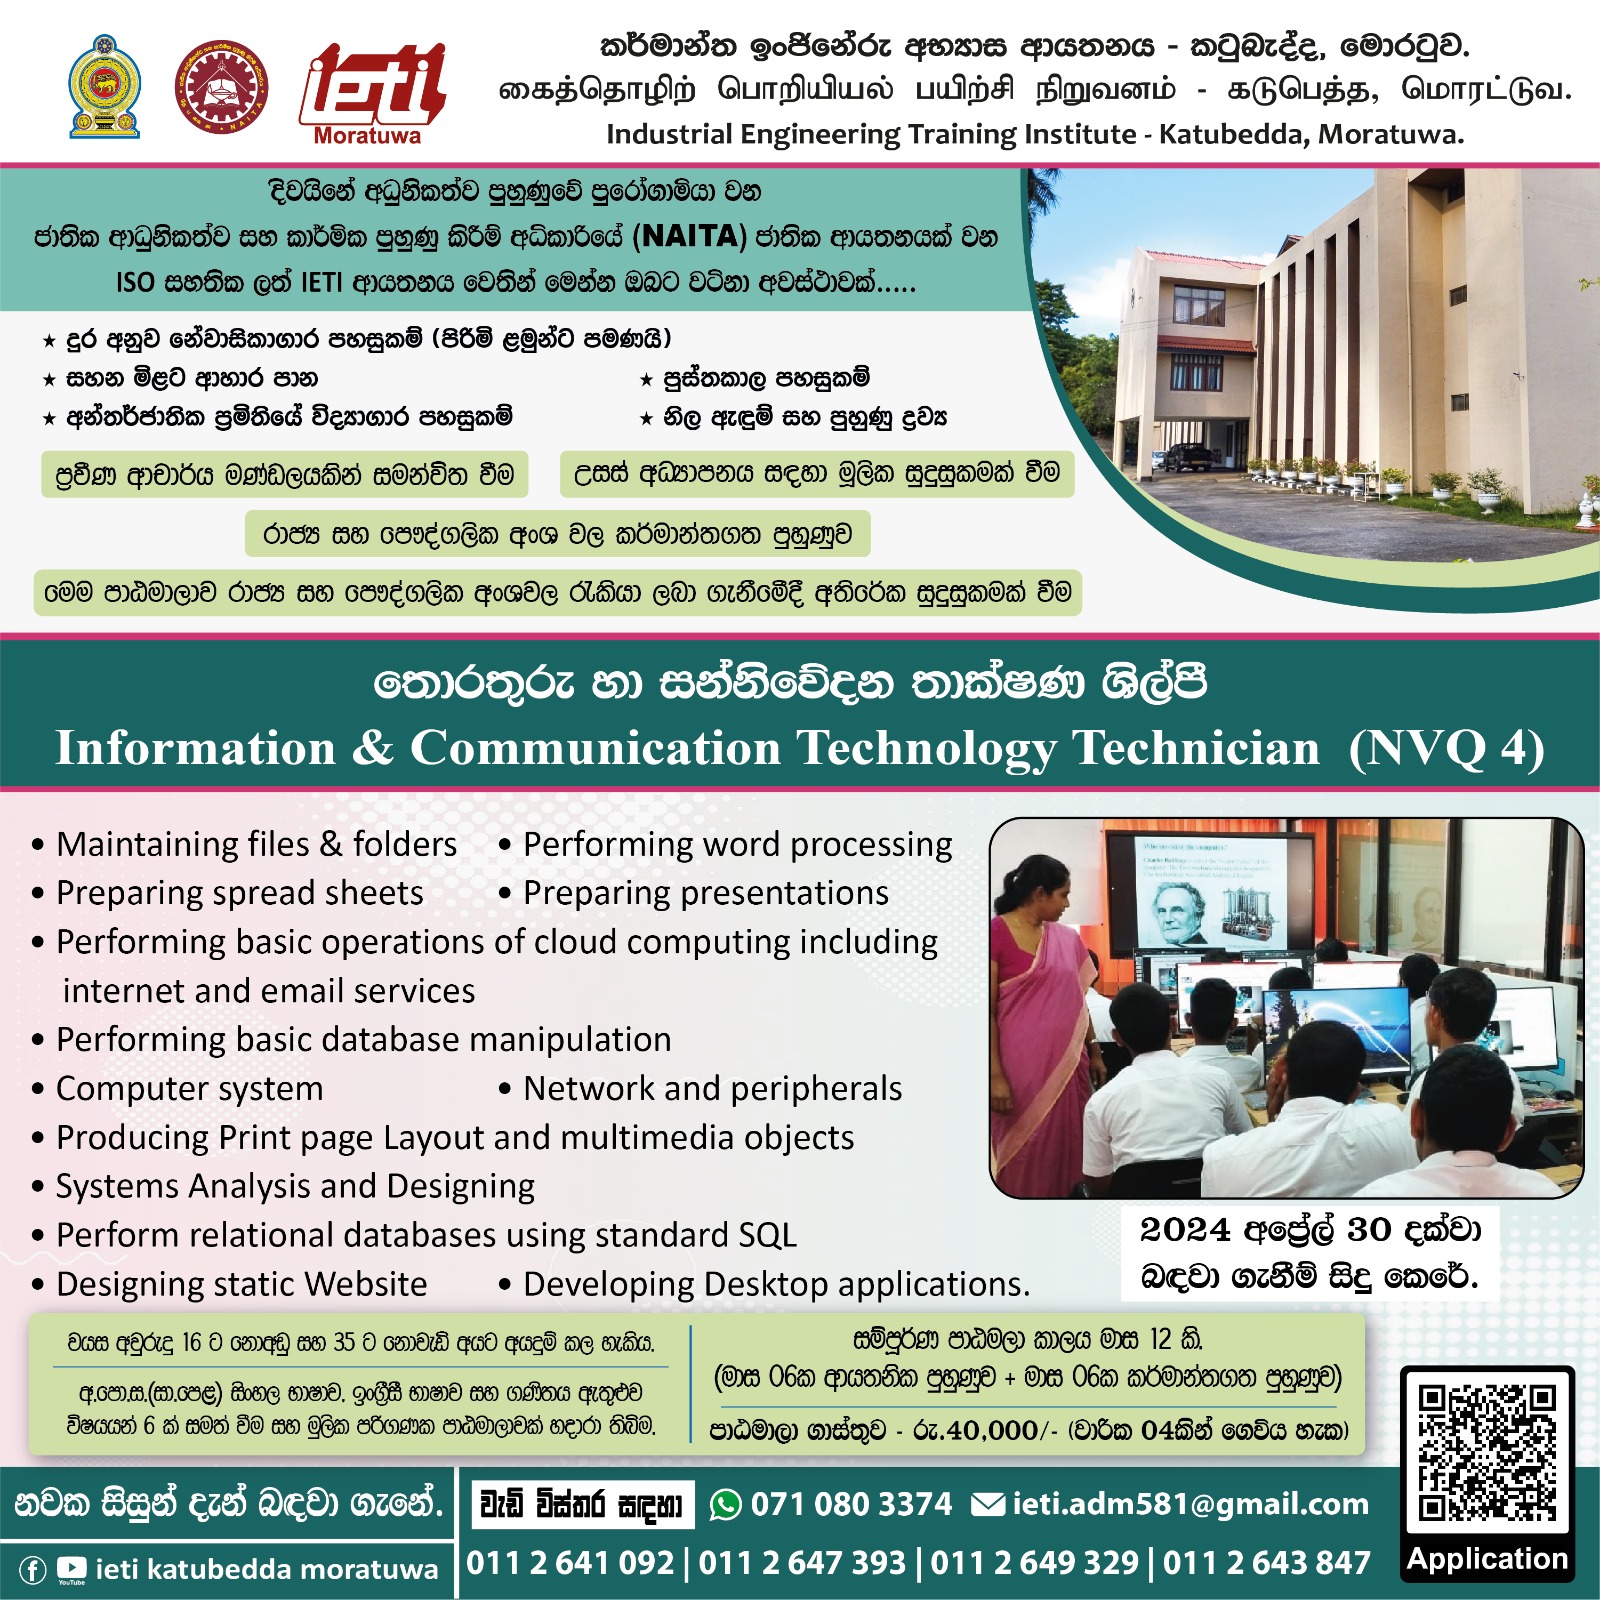 ieti
Moratuwa
NAITA
කර්මාන්ත ඉංජිනේරු අභ්‍යාස ආයතනය - කටුබැද්ද, මොරටුව.
கைத்தொழிற் பொறியியல் பயிற்சி நிறுவனம் - கடுபெத்த, மொரட்டுவ.
Industrial Engineering Training Institute - Katubedda, Moratuwa.
දිවයිනේ අධුනිකත්ව පුහුණුවේ පුරෝගාමියා වන
ජාතික ආධුනිකත්ව සහ කාර්මික පුහුණු කිරීම් අධිකාරියේ (NAITA) ජාතික ආයතනයක් වන
ISO සහතික ලත් IETI ආයතනය වෙතින් මෙන්න ඔබට වටිනා අවස්ථාවක්.....
★ දුර අනුව නේවාසිකාගාර පහසුකම් (පිරිමි ළමුන්ට පමණයි)
★ සහන මිළට ආහාර පාන ★ පුස්තකාල පහසුකම්
★ අන්තර්ජාතික ප්‍රමිතියේ විද්‍යාගාර පහසුකම් ★ නිල ඇඳුම් සහ පුහුණු ද්‍රව්‍ය
ප්‍රවීණ ආචාර්ය මණ්ඩලයකින් සමන්විත වීම උසස් අධ්‍යාපනය සඳහා මූලික සුදුසුකමක් වීම
රාජ්‍ය සහ පෞද්ගලික අංශ වල කර්මාන්තගත පුහුණුව
මෙම පාඨමාලාව රාජ්‍ය සහ පෞද්ගලික අංශවල රැකියා ලබා ගැනීමේදී අතිරේක සුදුසුකමක් වීම
තොරතුරු හා සන්නිවේදන තාක්ෂණ ශිල්පී
Information & Communication Technology Technician (NVQ 4)
• Maintaining files & folders • Performing word processing
• Preparing spread sheets • Preparing presentations
• Performing basic operations of cloud computing including
internet and email services
• Performing basic database manipulation
• Computer system • Network and peripherals
• Producing Print page Layout and multimedia objects
• Systems Analysis and Designing
• Perform relational databases using standard SQL
• Designing static Website • Developing Desktop applications.
2024 අප්‍රේල් 30 දක්වා
බඳවා ගැනීම් සිදු කෙරේ.
වයස අවුරුදු 16 ට නොඅඩු සහ 35 ට නොවැඩි අයට අයදුම් කල හැකිය.
අ.පො.ස.(සා.පෙළ) සිංහල භාෂාව, ඉංග්‍රීසී භාෂාව සහ ගණිතය ඇතුළුව
විෂයයන් 6 ක් සමත් වීම සහ මුලික පරිගණක පාඨමාලාවක් හදාරා තිබීම.
සම්පූර්ණ පාඨමලා කාලය මාස 12 කි.
(මාස 06ක ආයතනික පුහුණුව + මාස 06ක කර්මාන්තගත පුහුණුව)
පාඨමාලා ගාස්තුව - රු.40,000/- (වාරික 04කින් ගෙවිය හැක)
නවක සිසුන් දැන් බඳවා ගැනේ.
YouTube ieti katubedda moratuwa
වැඩි විස්තර සඳහා 071 080 3374 ieti.adm581@gmail.com
011 2 641 092 | 011 2 647 393 | 011 2 649 329 | 011 2 643 847
Application